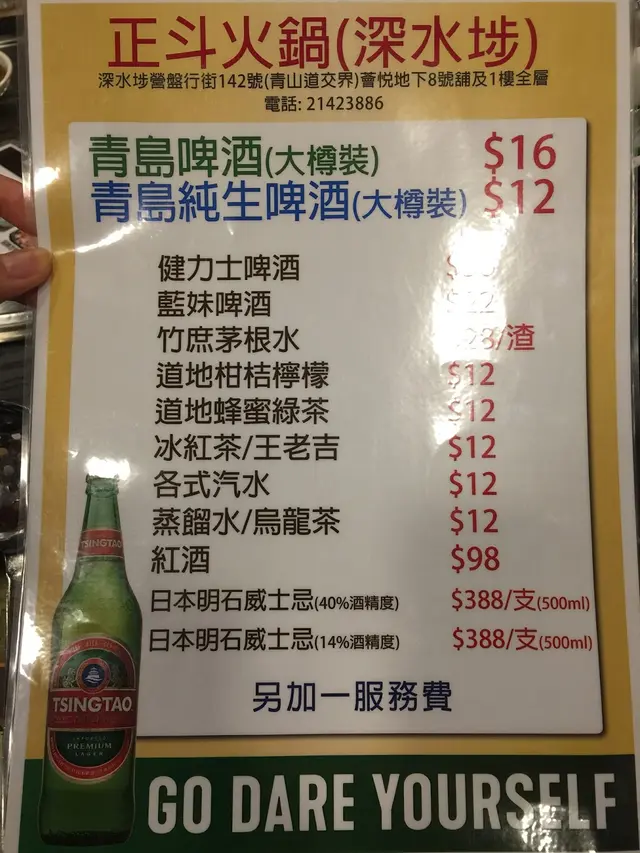 正斗火鍋(深水埗)
深水埗營盤行街142號(青山道交界)薈悦地下8號舖及1樓全層
電話: 21423886
青島啤酒(大樽裝) $16
青島純生啤酒(大樽裝) $12
健力士啤酒
藍妹啤酒
竹庶茅根水 /渣
道地柑桔檸檬 $12
道地蜂蜜綠茶 $12
冰紅茶/王老吉 $12
各式汽水 $12
蒸餾水/烏龍茶 $12
紅酒 $98
日本明石威士忌(40%酒精度) $388/支(500ml)
日本明石威士忌(14%酒精度) $388/支(500ml)
另加一服務費
TSINGTAO
TSINGTAO
PREMIUM
LAGER
GO DARE YOURSELF